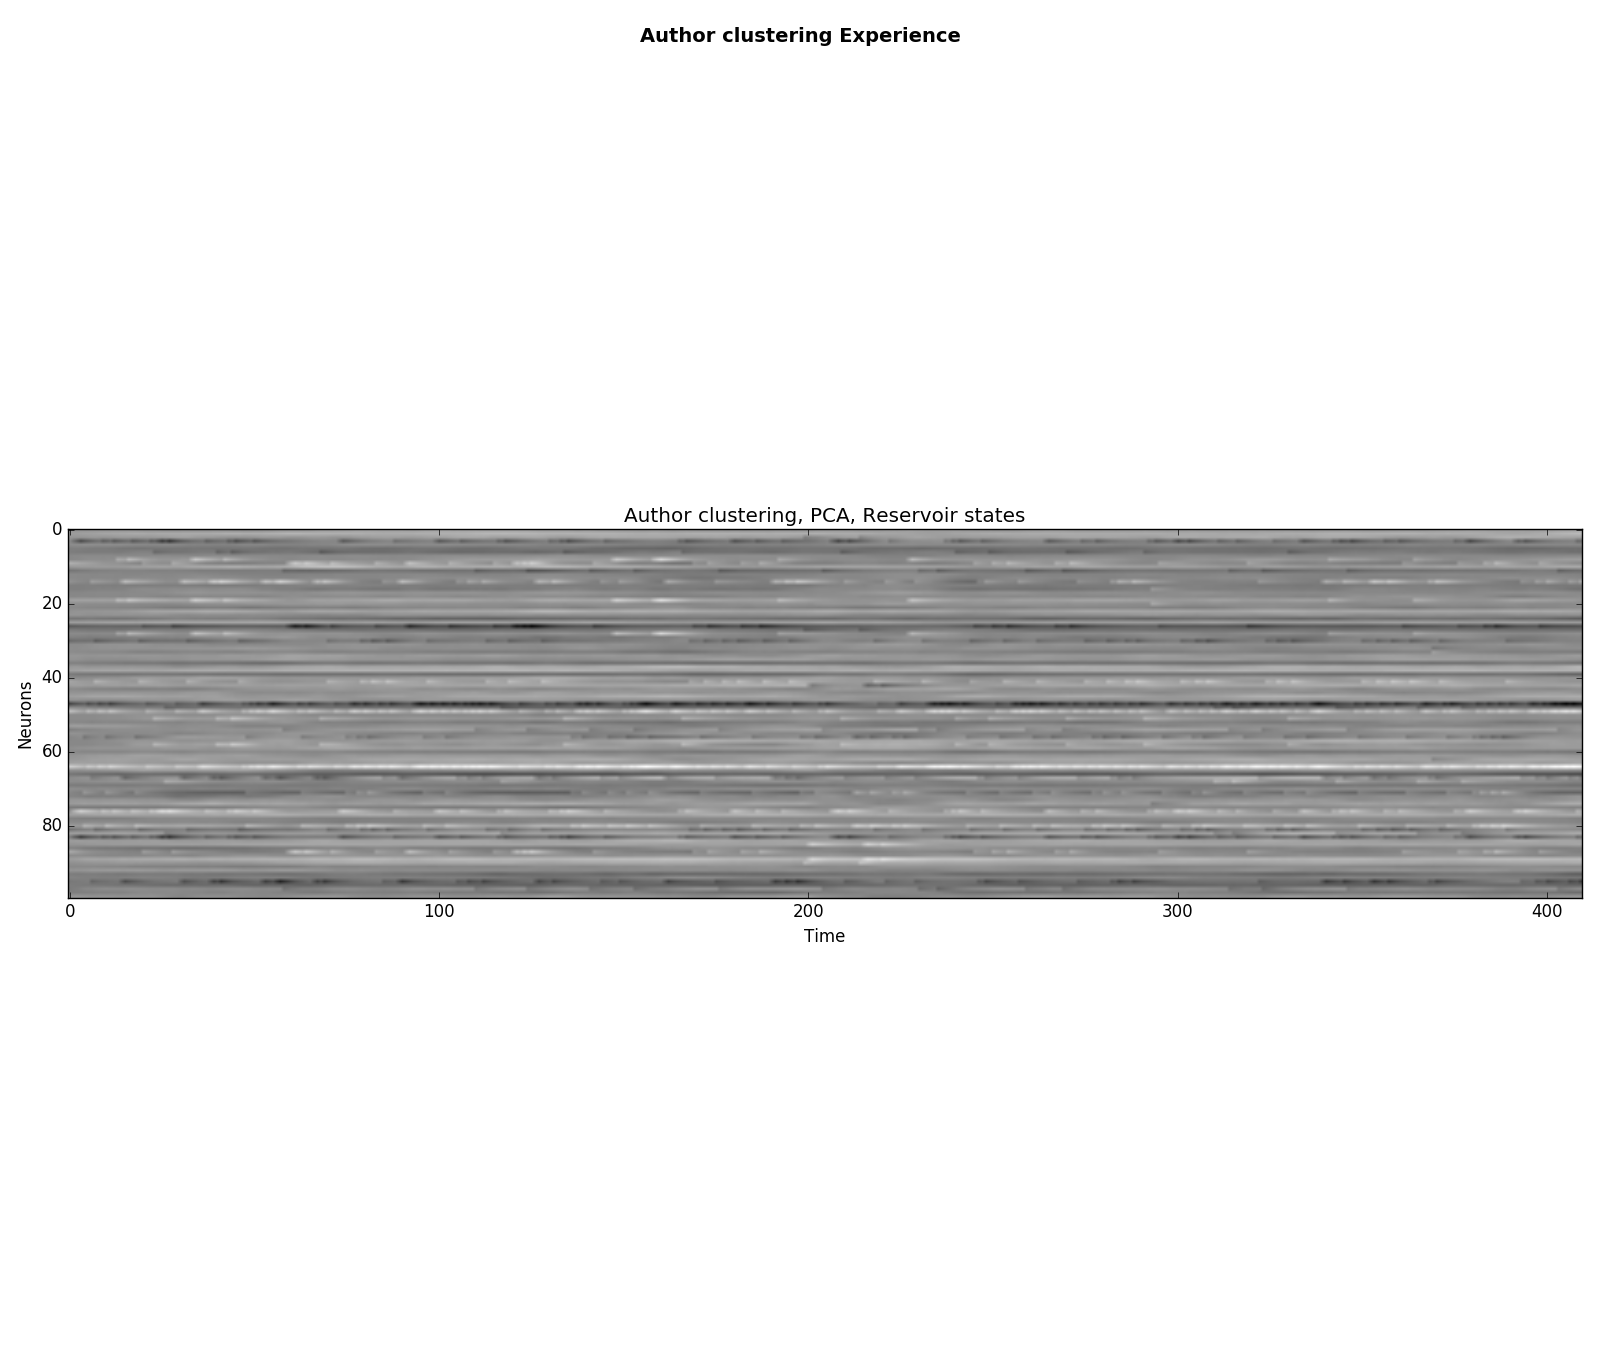 Author clustering Experience
Author clustering, PCA, Reservoir states
0
20
40
60
80
Neurons
0 100 200 300 400
Time